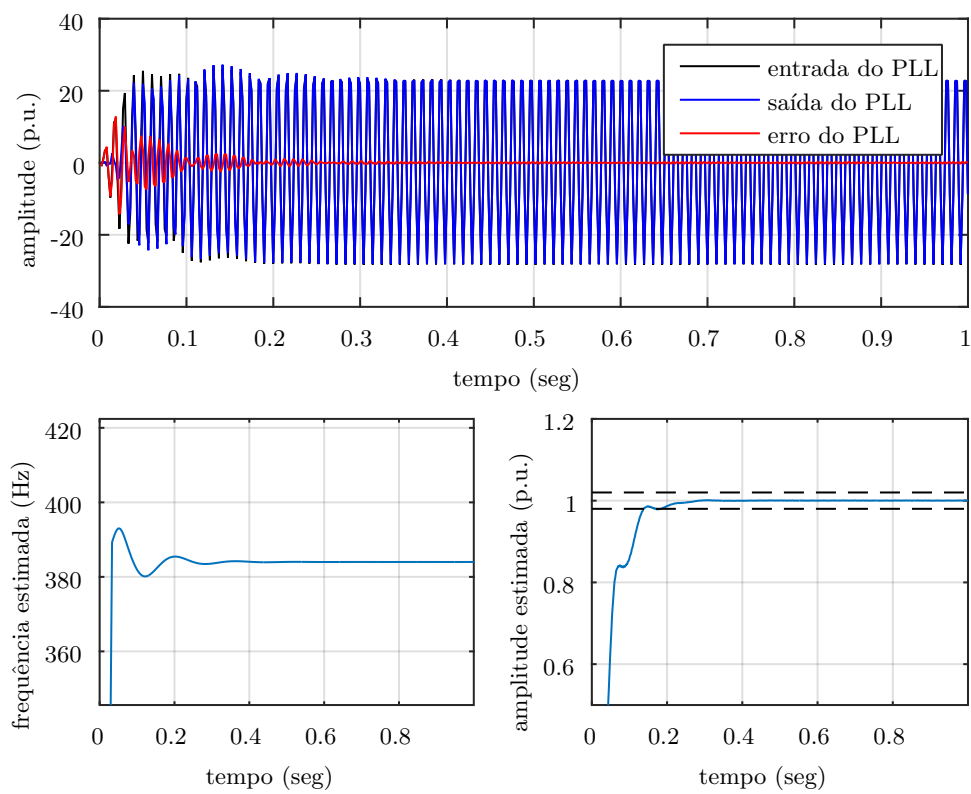 40
20
0
-20
-40
amplitude (p.u.)
entrada do PLL
saída do PLL
erro do PLL
0 0.1 0.2 0.3 0.4 0.5 0.6 0.7 0.8 0.9 1
tempo (seg)
420
400
380
360
frequência estimada (Hz)
0 0.2 0.4 0.6 0.8
tempo (seg)
1.2
1
0.8
0.6
amplitude estimada (p.u.)
0 0.2 0.4 0.6 0.8
tempo (seg)